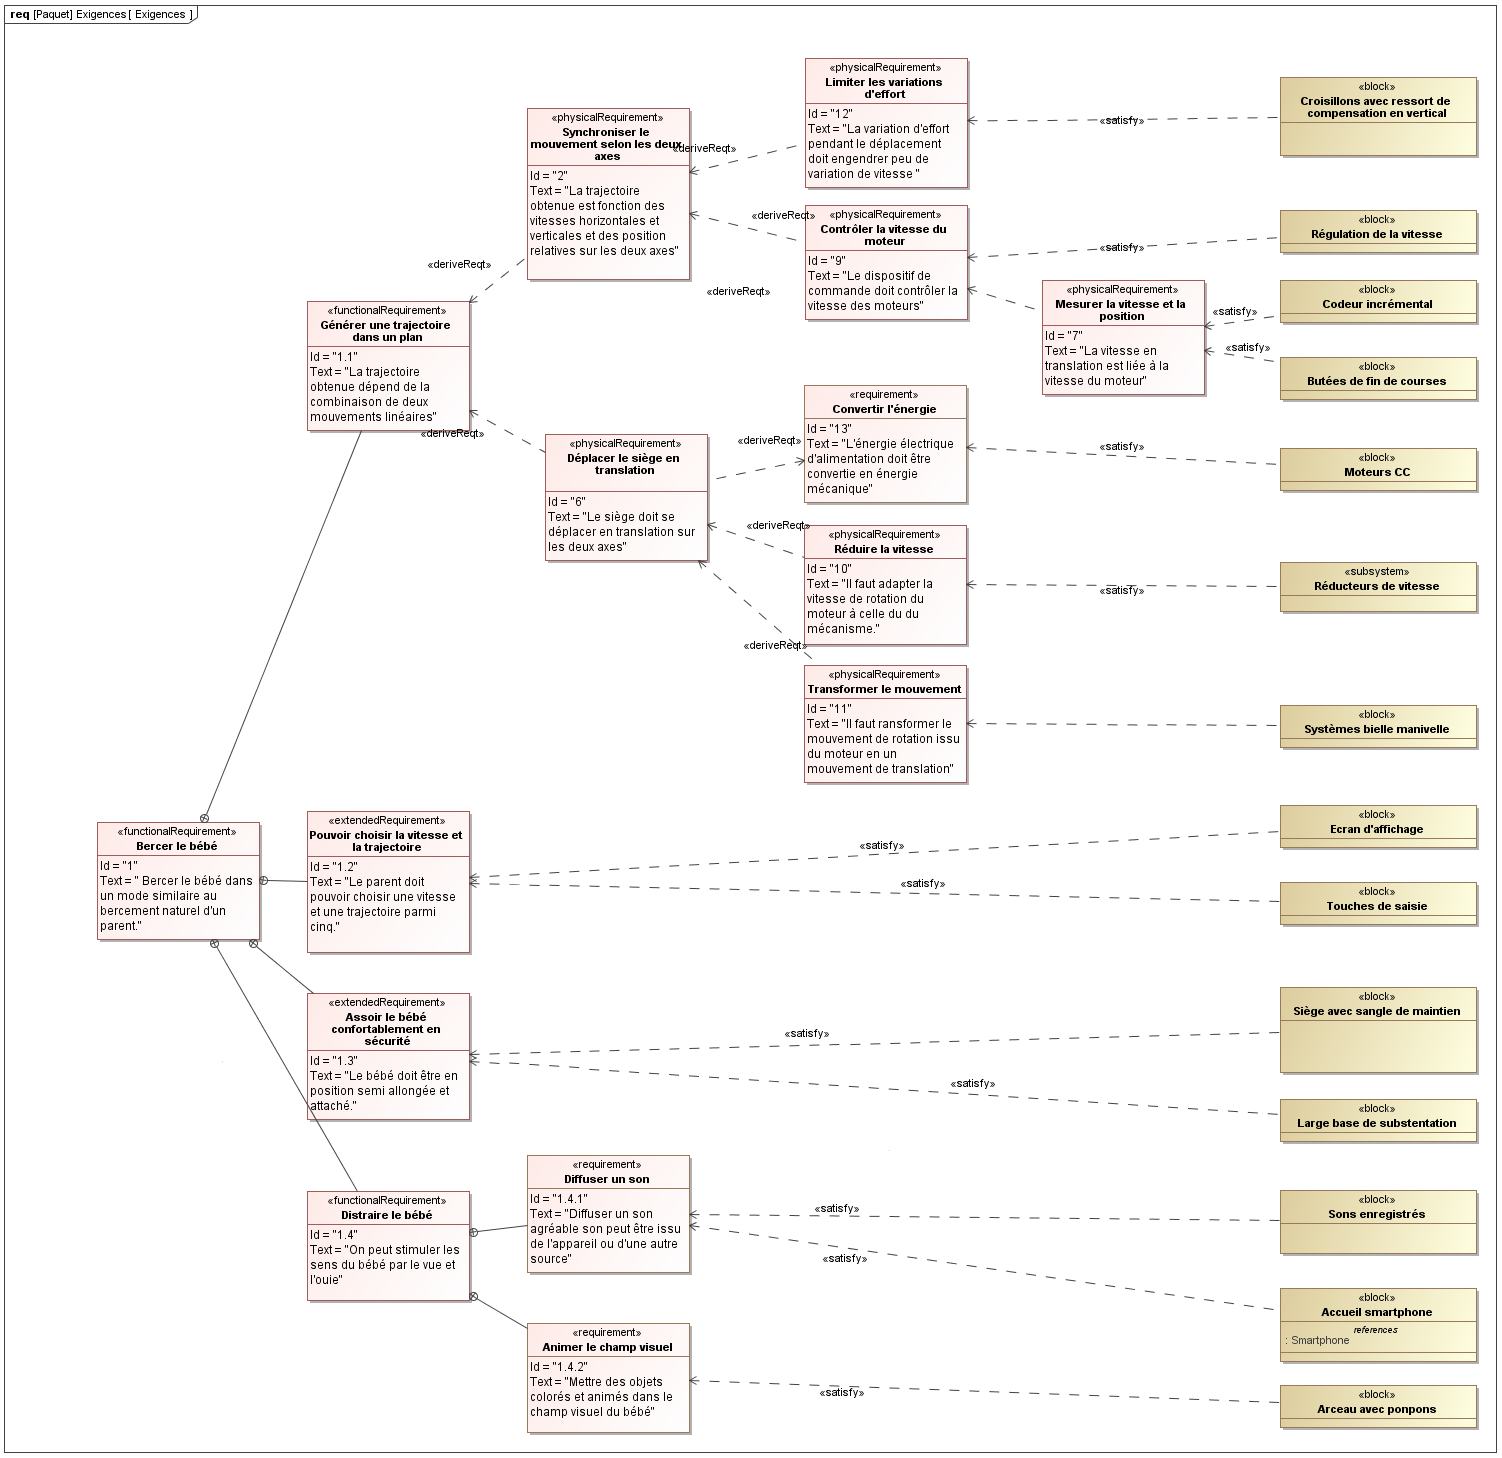 req [Paquet] Exigences [ Exigences ]
«physicalRequirement»
Limiter les variations
d'effort
Id = "12"
Text = "La variation d'effort
pendant le déplacement
doit engendrer peu de
variation de vitesse "
«satisfy»
«block»
Croisillons avec ressort de
compensation en vertical
«physicalRequirement»
Synchroniser le
mouvement selon les deux
axes
Id = "2"
Text = "La trajectoire
obtenue est fonction des
vitesses horizontales et
verticales et des position
relatives sur les deux axes"
«deriveReqt»
«deriveReqt»
«physicalRequirement»
Contrôler la vitesse du
moteur
Id = "9"
Text = "Le dispositif de
commande doit contrôler la
vitesse des moteurs"
«satisfy»
«block»
Régulation de la vitesse
«deriveReqt»
«deriveReqt»
«physicalRequirement»
Mesurer la vitesse et la
position
Id = "7"
Text = "La vitesse en
translation est liée à la
vitesse du moteur"
«satisfy»
«block»
Codeur incrémental
«satisfy»
«block»
Butées de fin de courses
«functionalRequirement»
Générer une trajectoire
dans un plan
Id = "1.1"
Text = "La trajectoire
obtenue dépend de la
combinaison de deux
mouvements linéaires"
«deriveReqt»
«physicalRequirement»
Déplacer le siège en
translation
Id = "6"
Text = "Le siège doit se
déplacer en translation sur
les deux axes"
«deriveReqt»
«requirement»
Convertir l'énergie
Id = "13"
Text = "L'énergie électrique
d'alimentation doit être
convertie en énergie
mécanique"
«satisfy»
«block»
Moteurs CC
«deriveReqt»
«physicalRequirement»
Réduire la vitesse
Id = "10"
Text = "Il faut adapter la
vitesse de rotation du
moteur à celle du du
mécanisme."
«satisfy»
«subsystem»
Réducteurs de vitesse
«deriveReqt»
«physicalRequirement»
Transformer le mouvement
Id = "11"
Text = "Il faut ransformer le
mouvement de rotation issu
du moteur en un
mouvement de translation"
«block»
Systèmes bielle manivelle
«functionalRequirement»
Bercer le bébé
Id = "1"
Text = " Bercer le bébé dans
un mode similaire au
bercement naturel d'un
parent."
«extendedRequirement»
Pouvoir choisir la vitesse et
la trajectoire
Id = "1.2"
Text = "Le parent doit
pouvoir choisir une vitesse
et une trajectoire parmi
cinq."
«satisfy»
«block»
Ecran d'affichage
«satisfy»
«block»
Touches de saisie
«extendedRequirement»
Assoir le bébé
confortablement en
sécurité
Id = "1.3"
Text = "Le bébé doit être en
position semi allongée et
attaché."
«satisfy»
«block»
Siège avec sangle de maintien
«satisfy»
«block»
Large base de substentation
«functionalRequirement»
Distraire le bébé
Id = "1.4"
Text = "On peut stimuler les
sens du bébé par le vue et
l'ouie"
«requirement»
Diffuser un son
Id = "1.4.1"
Text = "Diffuser un son
agréable son peut être issu
de l'appareil ou d'une autre
source"
«satisfy»
«block»
Sons enregistrés
«satisfy»
«block»
Accueil smartphone
references
: Smartphone
«requirement»
Animer le champ visuel
Id = "1.4.2"
Text = "Mettre des objets
colorés et animés dans le
champ visuel du bébé"
«satisfy»
«block»
Arceau avec ponpons